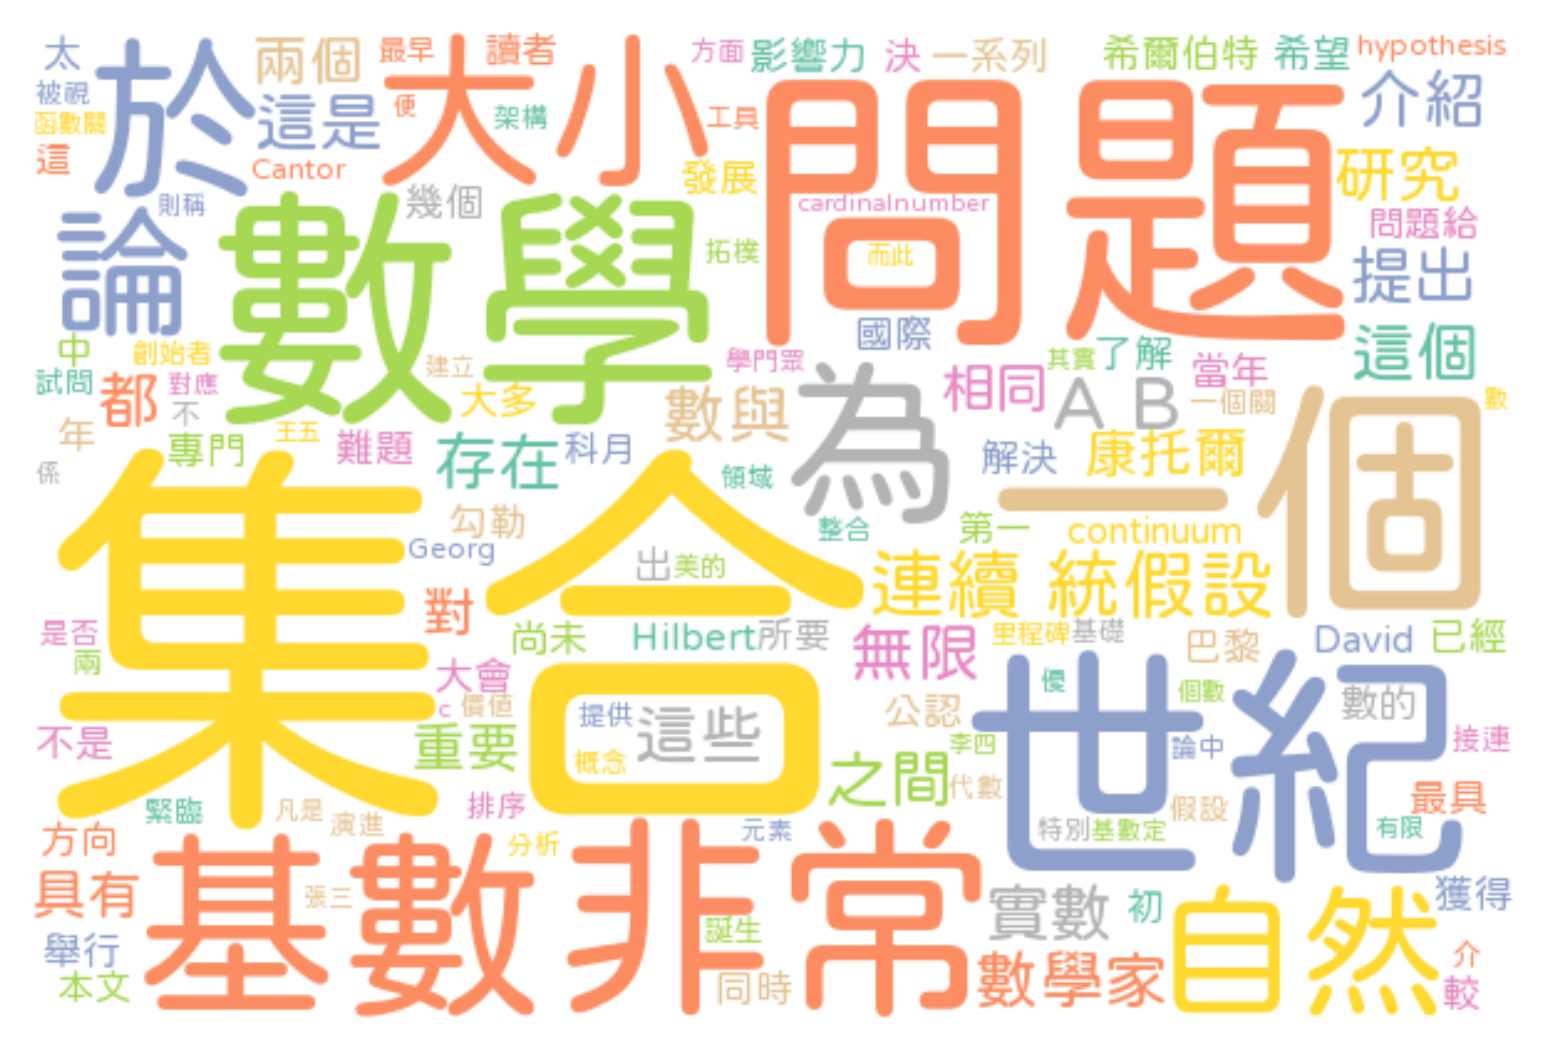 太
於
兩個
最早
大小
讀者
方面
影響力
決
一系列
希爾伯特
希望
hypothesis
被視
這是
便
架構
工具
問題
介紹
函數關
這
Cantor
發展
研究
論
則稱
數學
幾個
cardinalnumber
問題給
拓樸
而此
提出
中
創始者
國際
試問
都
對應
建立
學門眾
相同
其實
了解
當年
這個
不
大多
數與
為
A B
一個關
一個
數
年
專門
王五
難題
存在
科月
領域
解決
康托爾
係
集合
勾勒
整合
第一
continuum
Georg
出
美的
連續
統假設
是否
對
尚未
Hilbert
所要
無限
里程碑
基礎
巴黎
David
已經
兩
大會
優
個數
世紀
c
價值
提供
這些
公認
數的
不是
重要
概念
之間
李四
論中
接連
代數
緊臨
凡是
演進
排序
假設
最具
方向
基數
分析
非常
元素
特別
基數定
有限
具有
張三
實數
初
自然
獲得
舉行
誕生
介
本文
同時
數學家
較